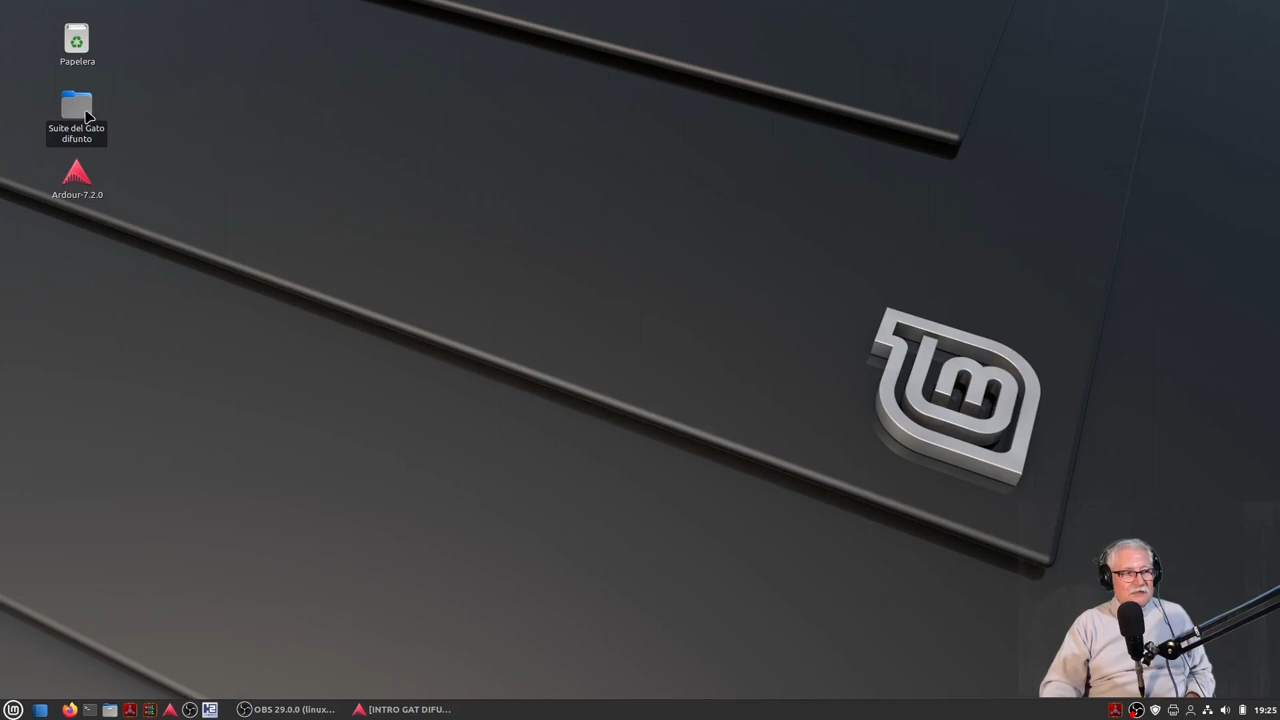 Papelera
Suite del Gato
difunto
Ardour-7.2.0
lm
OBS 29.0.0 (linux...
[INTRO GAT DIFU...
19:25